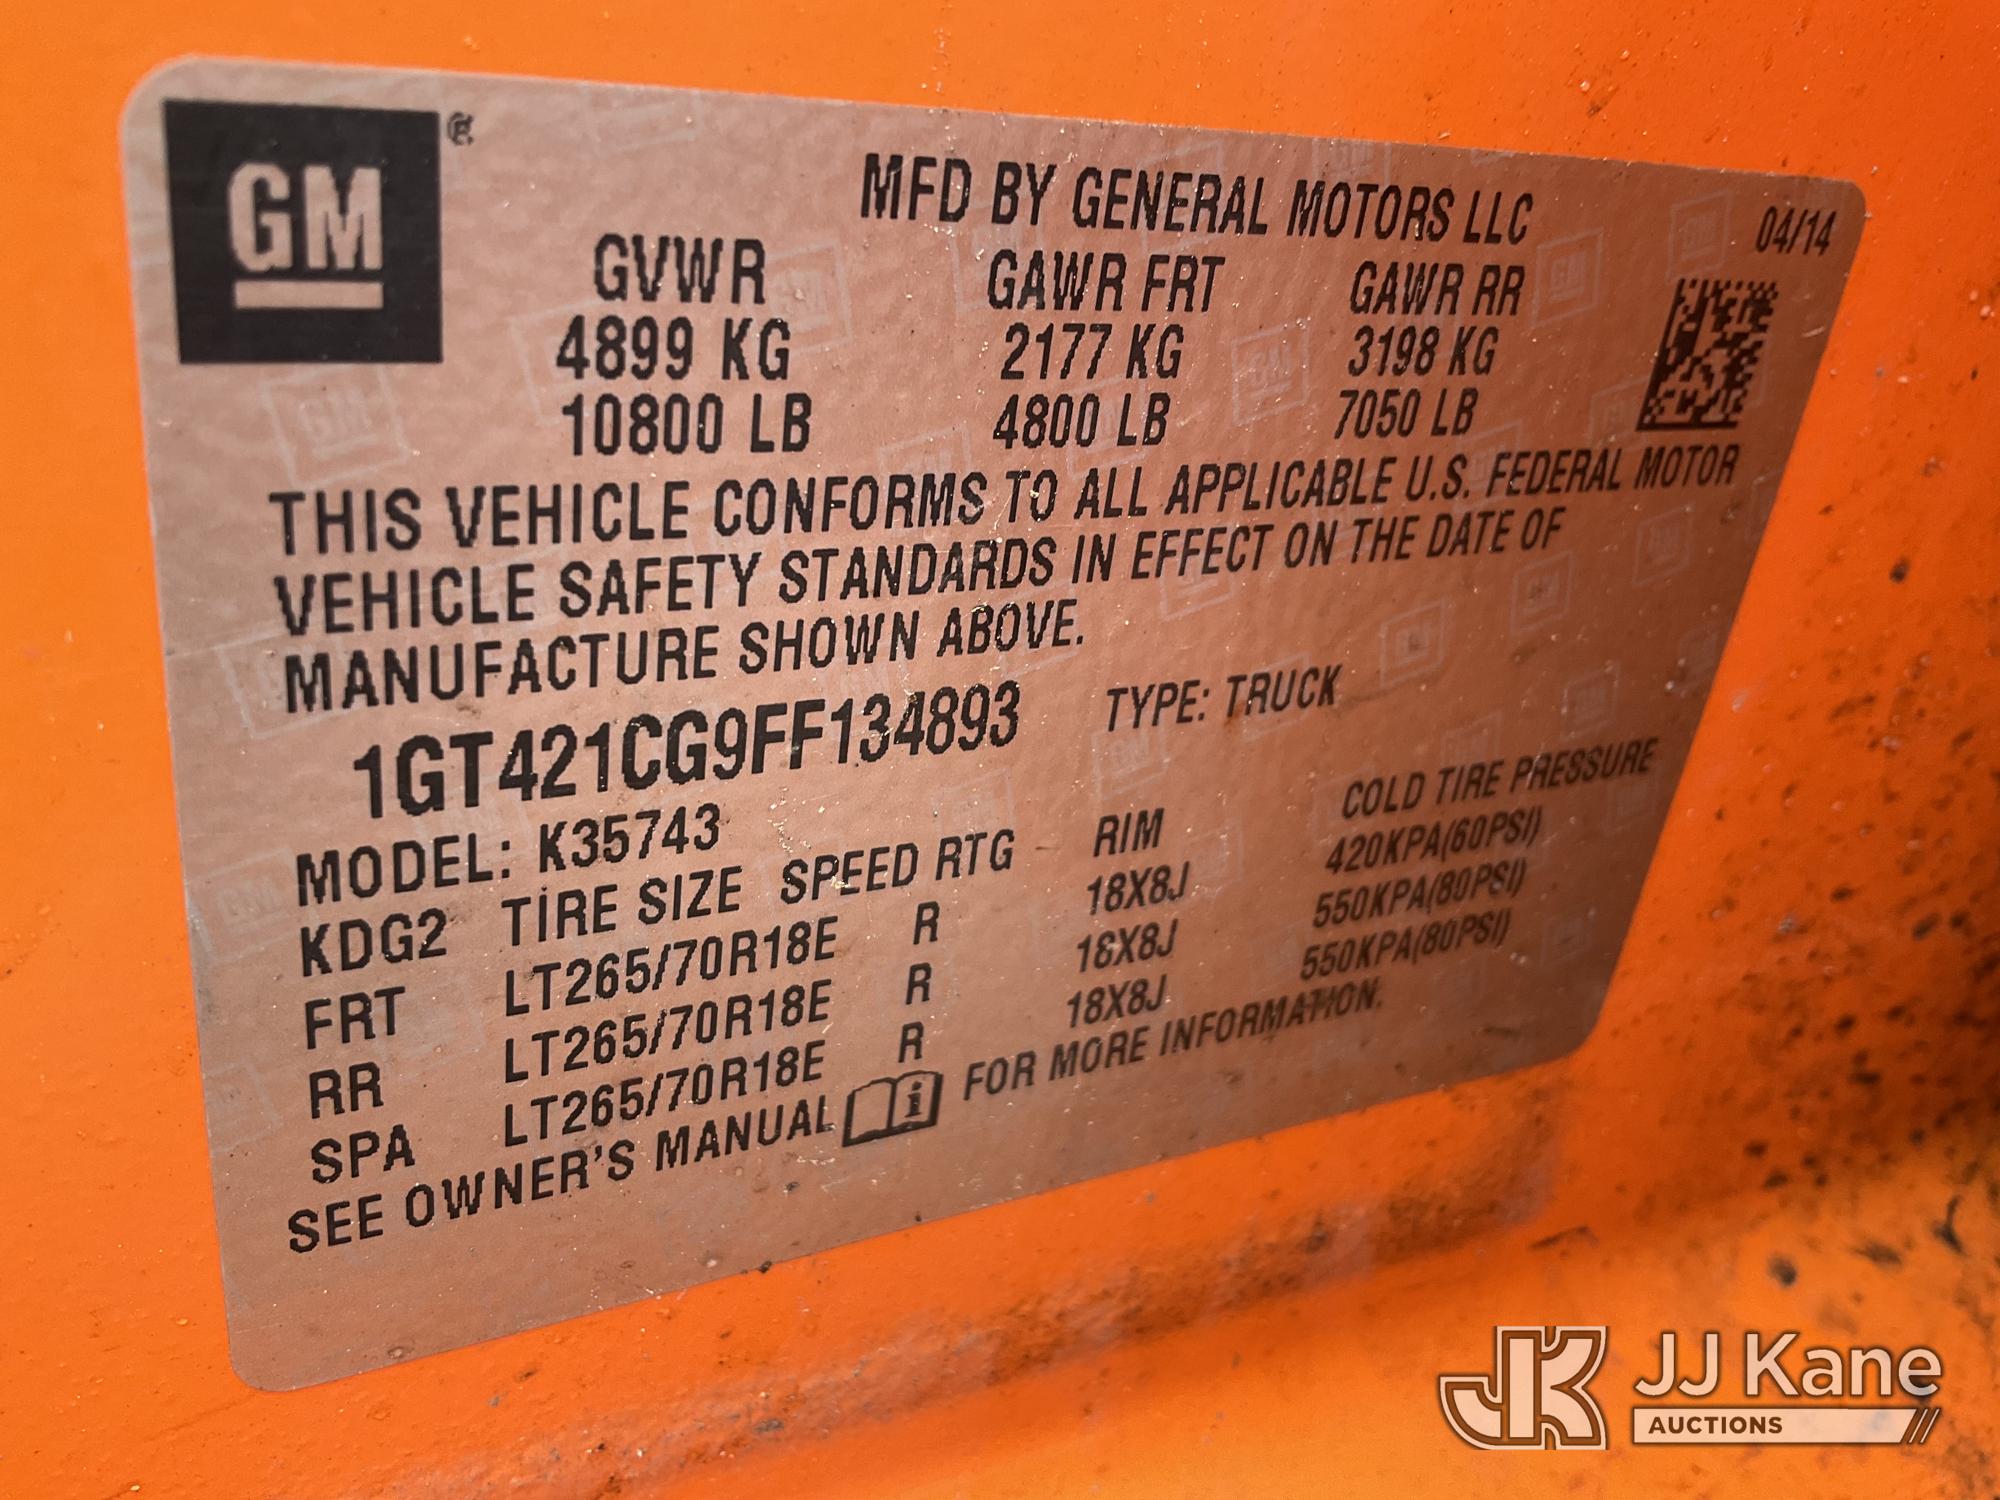 GM ®
MFD BY GENERAL MOTORS LLC 04/14
GVWR GAWR FRT GAWR RR
4899 KG 2177 KG 3198 KG
10800 LB 4800 LB 7050 LB
THIS VEHICLE CONFORMS TO ALL APPLICABLE U.S. FEDERAL MOTOR
VEHICLE SAFETY STANDARDS IN EFFECT ON THE DATE OF
MANUFACTURE SHOWN ABOVE.
1GT421CG9FF134893 TYPE: TRUCK
MODEL: K35743
KDG2 TIRE SIZE SPEED RTG RIM COLD TIRE PRESSURE
FRT LT265/70R18E R 18X8J 420KPA(60PSI)
RR LT265/70R18E R 18X8J 550KPA(80PSI)
SPA LT265/70R18E R 18X8J 550KPA(80PSI)
SEE OWNER'S MANUAL i FOR MORE INFORMATION.
JK JJ Kane
AUCTIONS